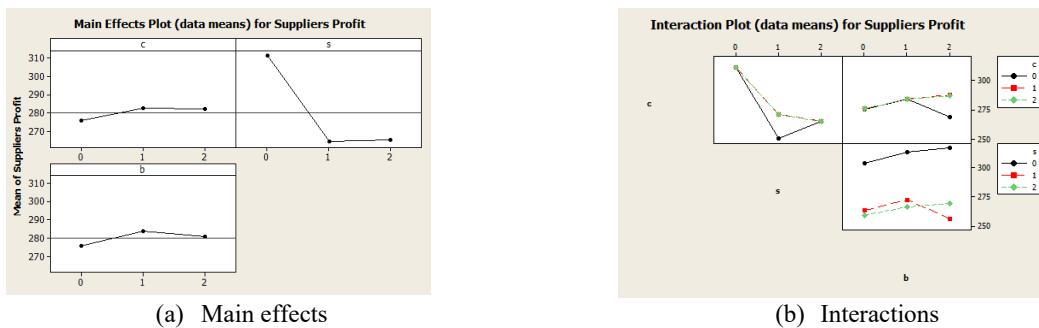 Main Effects Plot (data means) for Suppliers Profit
c s
310
300
290
280
270
0 1 2 0 1 2
b
310
300
290
280
270
0 1 2
Mean of Suppliers Profit
(a) Main effects
Interaction Plot (data means) for Suppliers Profit
0 1 2 0 1 2
c
300
275
250
c
0
1
2
s
300
275
250
s
0
1
2
b
(b) Interactions